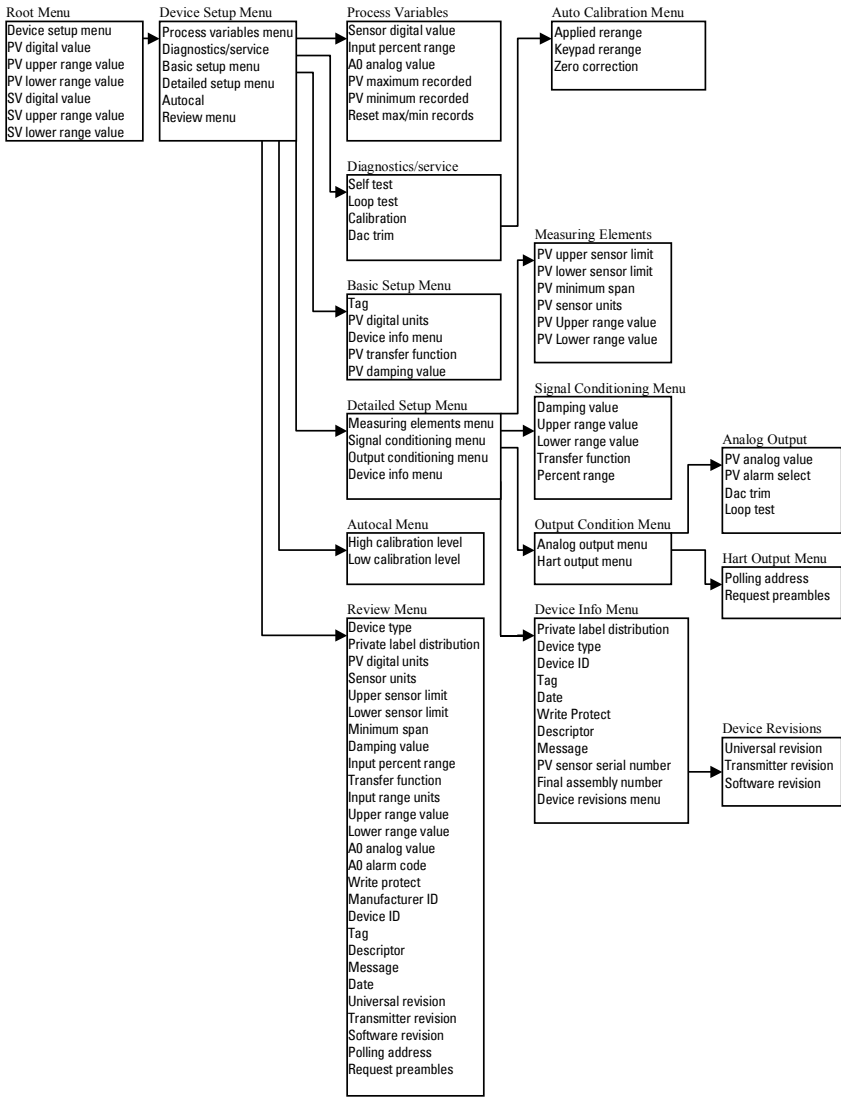 Root Menu
Device setup menu
PV digital value
PV upper range value
PV lower range value
SV digital value
SV upper range value
SV lower range value
Device Setup Menu
Process variables menu
Diagnostics/service
Basic setup menu
Detailed setup menu
Autocal
Review menu
Process Variables
Sensor digital value
Input percent range
A0 analog value
PV maximum recorded
PV minimum recorded
Reset max/min records
Auto Calibration Menu
Applied rerange
Keypad rerange
Zero correction
Diagnostics/service
Self test
Loop test
Calibration
Dac trim
Measuring Elements
PV upper sensor limit
PV lower sensor limit
PV minimum span
PV sensor units
PV Upper range value
PV Lower range value
Basic Setup Menu
Tag
PV digital units
Device info menu
PV transfer function
PV damping value
Detailed Setup Menu
Measuring elements menu
Signal conditioning menu
Output conditioning menu
Device info menu
Signal Conditioning Menu
Damping value
Upper range value
Lower range value
Transfer function
Percent range
Analog Output
PV analog value
PV alarm select
Dac trim
Loop test
Autocal Menu
High calibration level
Low calibration level
Output Condition Menu
Analog output menu
Hart output menu
Hart Output Menu
Polling address
Request preambles
Review Menu
Device type
Private label distribution
PV digital units
Sensor units
Upper sensor limit
Lower sensor limit
Minimum span
Damping value
Input percent range
Transfer function
Input range units
Upper range value
Lower range value
A0 analog value
A0 alarm code
Write protect
Manufacturer ID
Device ID
Tag
Descriptor
Message
Date
Universal revision
Transmitter revision
Software revision
Polling address
Request preambles
Device Info Menu
Private label distribution
Device type
Device ID
Tag
Date
Write Protect
Descriptor
Message
PV sensor serial number
Final assembly number
Device revisions menu
Device Revisions
Universal revision
Transmitter revision
Software revision